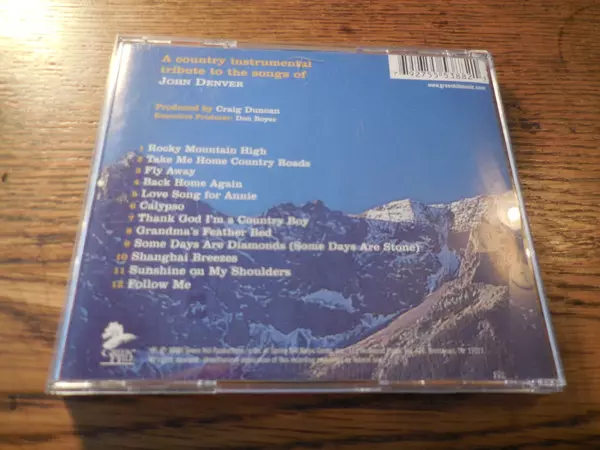 A country instrumental
tribute to the songs of
JOHN DENVER
Produced by Craig Duncan
Executive Producer: Don Boyer
www.greenhillmusic.com
1 Rocky Mountain High
2 Take Me Home Country Roads
3 Fly Away
4 Back Home Again
5 Love Song for Annie
6 Calypso
7 Thank God I'm a Country Boy
8 Grandma's Feather Bed
9 Some Days Are Diamonds (Some Days Are Stone)
10 Shanghai Breezes
11 Sunshine on My Shoulders
12 Follow Me